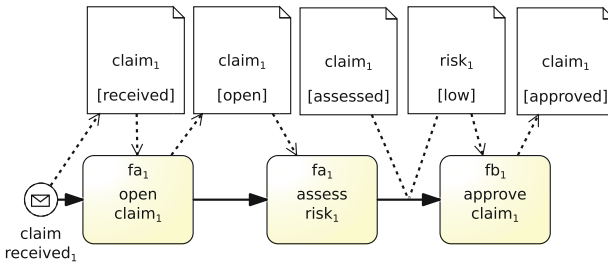 claim₁
[received]
claim₁
[open]
claim₁
[assessed]
risk₁
[low]
claim₁
[approved]
fa₁
open
claim₁
fa₁
assess
risk₁
fb₁
approve
claim₁
claim
received₁